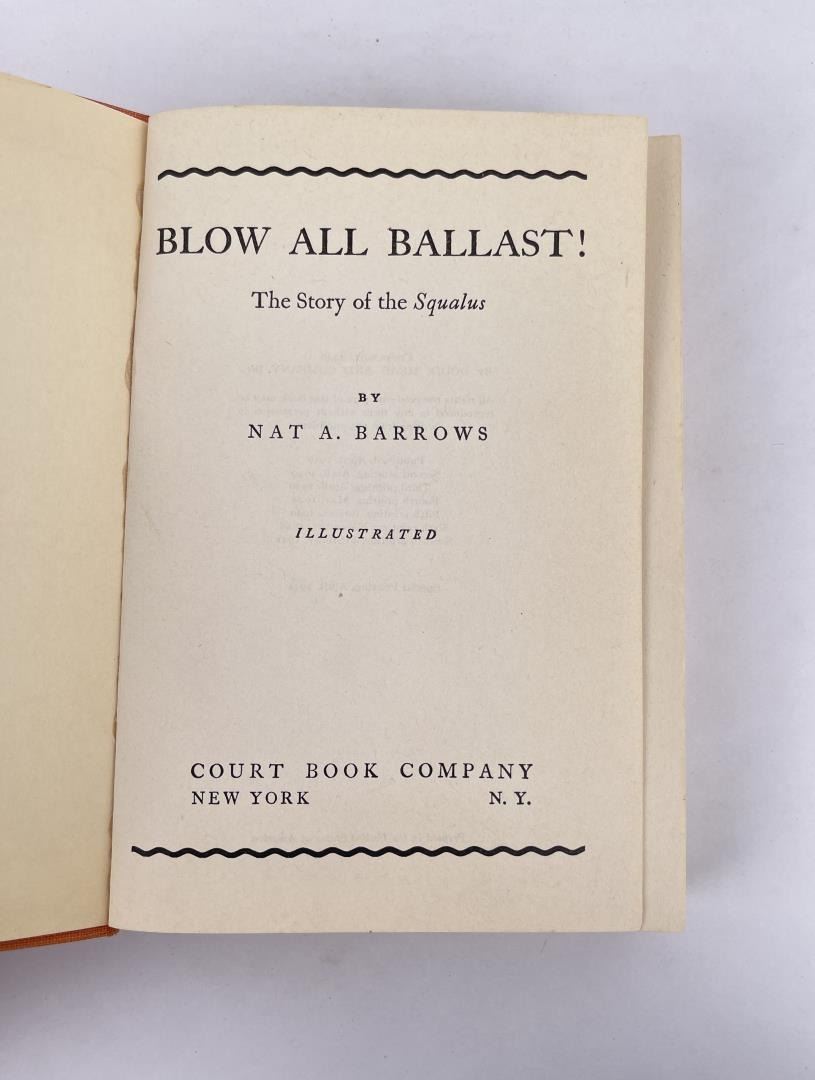 BLOW ALL BALLAST!
The Story of the Squalus
BY
NAT A. BARROWS
ILLUSTRATED
COURT BOOK COMPANY
NEW YORK N. Y.